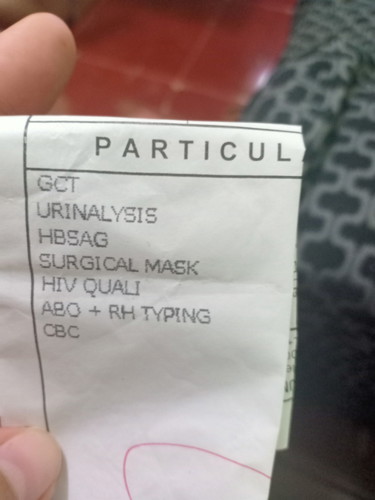 PARTICUL
GCT
URINALYSIS
HBSAG
SURGICAL MASK
HIV QUALI
ABO + RH TYPING
CBC